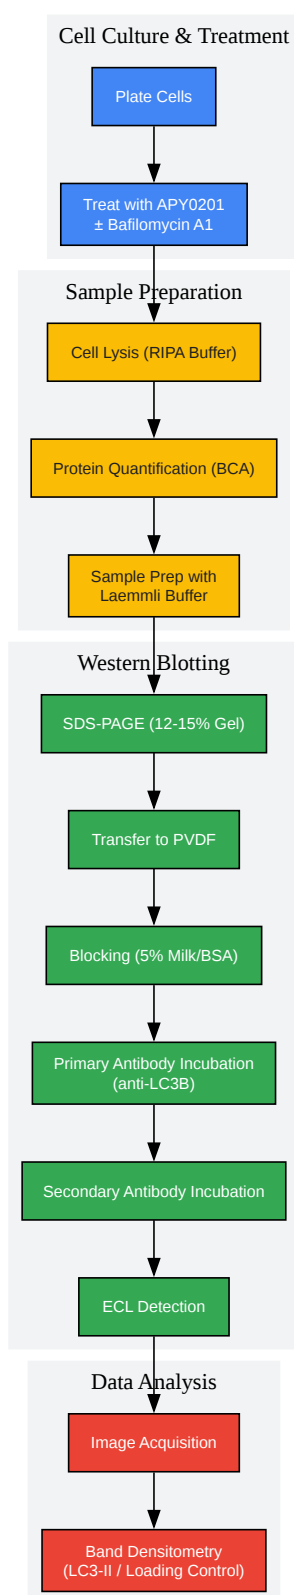 Cell Culture & Treatment
Plate Cells
Treat with APY0201
± Bafilomycin A1
Sample Preparation
Cell Lysis (RIPA Buffer)
Protein Quantification (BCA)
Sample Prep with
Laemmli Buffer
Western Blotting
SDS-PAGE (12-15% Gel)
Transfer to PVDF
Blocking (5% Milk/BSA)
Primary Antibody Incubation
(anti-LC3B)
Secondary Antibody Incubation
ECL Detection
Data Analysis
Image Acquisition
Band Densitometry
(LC3-II / Loading Control)